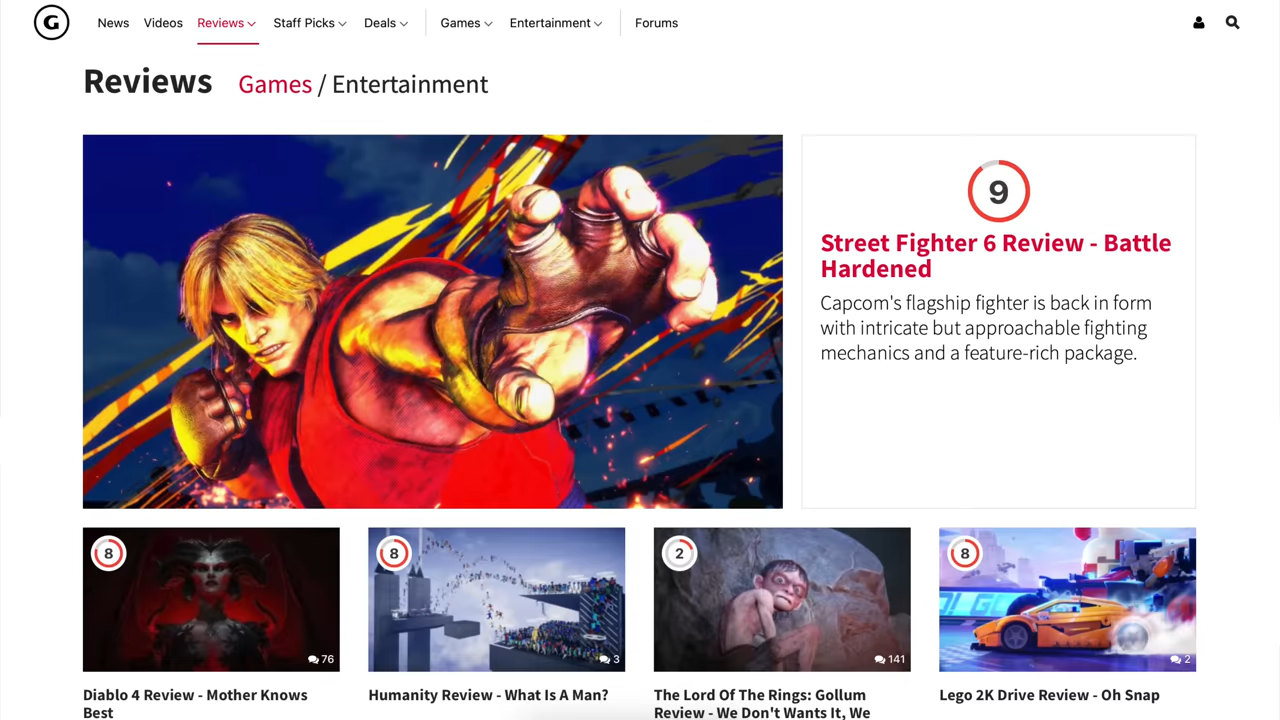 G
News Videos Reviews Staff Picks Deals Games Entertainment Forums
Reviews Games / Entertainment
9
Street Fighter 6 Review - Battle
Hardened
Capcom's flagship fighter is back in form
with intricate but approachable fighting
mechanics and a feature-rich package.
8
76
Diablo 4 Review - Mother Knows
Best
8
3
Humanity Review - What Is A Man?
2
141
The Lord Of The Rings: Gollum
Review - We Don't Wants It, We
8
2
Lego 2K Drive Review - Oh Snap